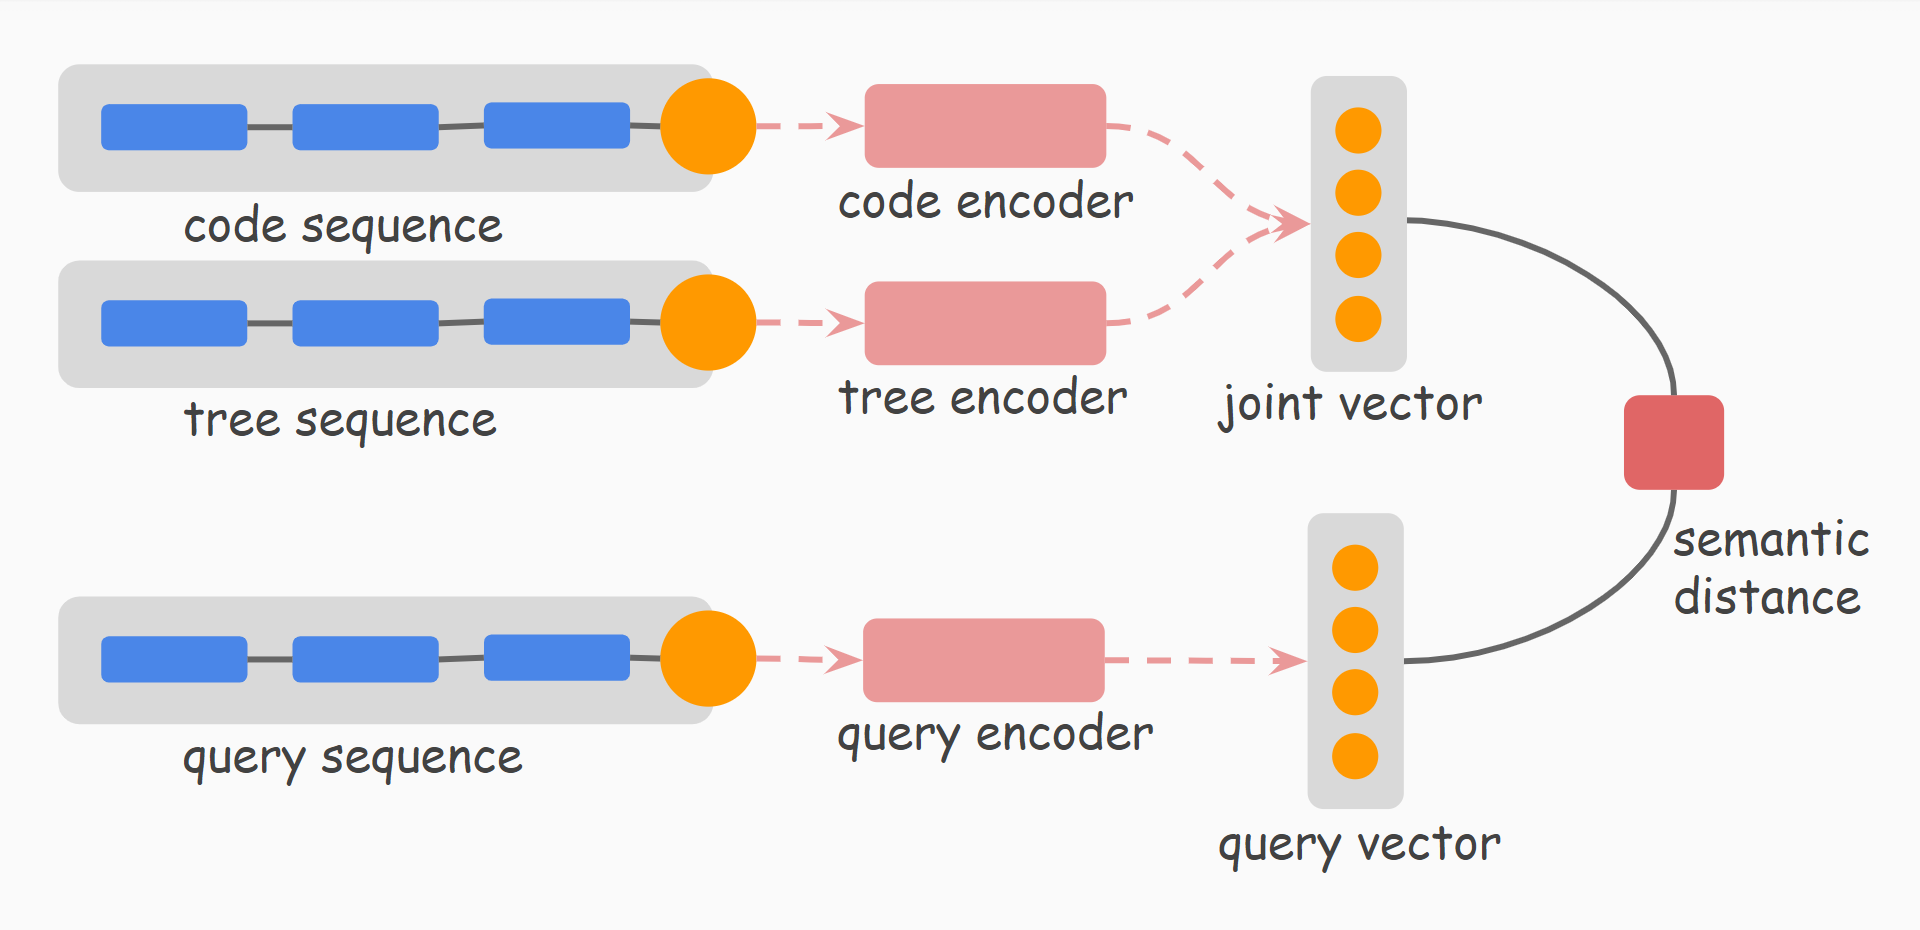 code sequence
code encoder
tree sequence
tree encoder
joint vector
semantic
distance
query sequence
query encoder
query vector